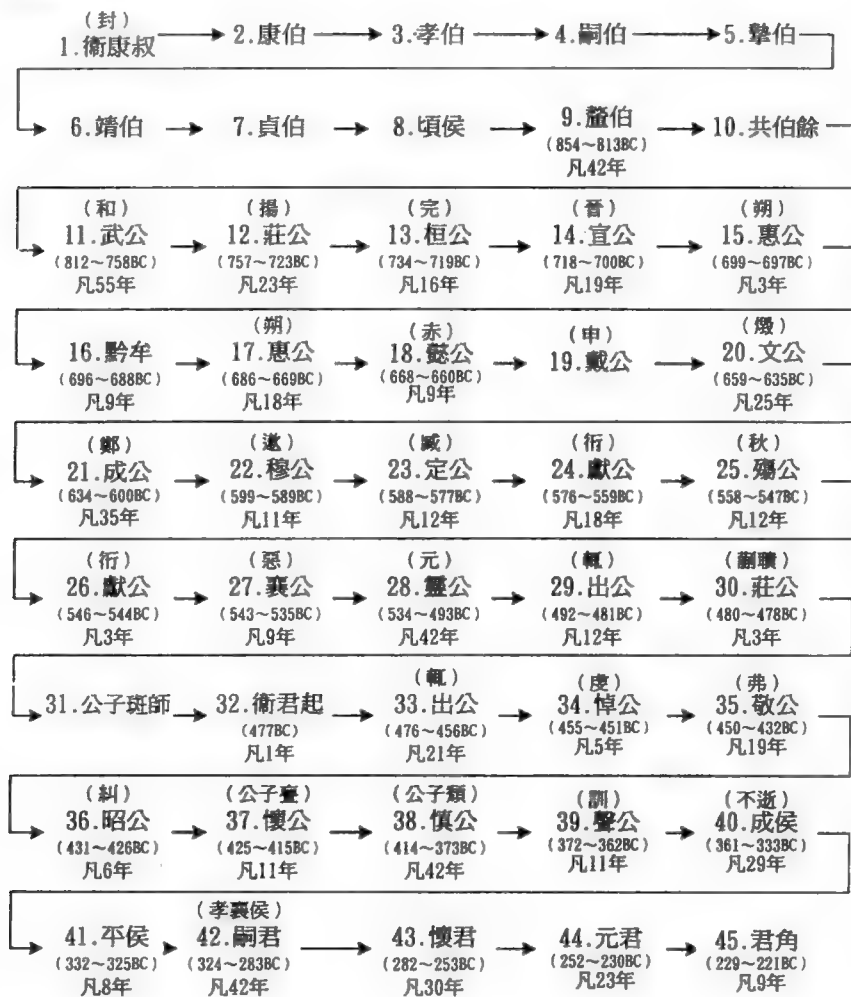 (封)
1.衞康叔 2.康伯 3.孝伯 4.嗣伯 5.摯伯
6.靖伯 7.貞伯 8.頃侯 9.釐伯 10.共伯餘
(854~813BC)
凡42年
(和) (揚) (完) (晉) (朔)
11.武公 12.莊公 13.桓公 14.宣公 15.惠公
(812~758BC) (757~723BC) (734~719BC) (718~700BC) (699~697BC)
凡55年 凡23年 凡16年 凡19年 凡3年
(朔) (赤) (申) (燬)
16.黔牟 17.惠公 18.懿公 19.戴公 20.文公
(696~688BC) (686~669BC) (668~660BC) (659~635BC)
凡9年 凡18年 凡9年 凡25年
(鄭) (遬) (臧) (衎) (秋)
21.成公 22.穆公 23.定公 24.獻公 25.殤公
(634~600BC) (599~589BC) (588~577BC) (576~559BC) (558~547BC)
凡35年 凡11年 凡12年 凡18年 凡12年
(衎) (惡) (元) (輒) (蒯聵)
26.獻公 27.襄公 28.靈公 29.出公 30.莊公
(546~544BC) (543~535BC) (534~493BC) (492~481BC) (480~478BC)
凡3年 凡9年 凡42年 凡12年 凡3年
(輒) (虔) (弗)
31.公子斑師 32.衞君起 33.出公 34.悼公 35.敬公
(477BC) (476~456BC) (455~451BC) (450~432BC)
凡1年 凡21年 凡5年 凡19年
(糾) (公子亹) (公子頹) (訓) (不逝)
36.昭公 37.懷公 38.慎公 39.聲公 40.成侯
(431~426BC) (425~415BC) (414~373BC) (372~362BC) (361~333BC)
凡6年 凡11年 凡42年 凡11年 凡29年
(孝襄侯)
41.平侯 42.嗣君 43.懷君 44.元君 45.君角
(332~325BC) (324~283BC) (282~253BC) (252~230BC) (229~221BC)
凡8年 凡42年 凡30年 凡23年 凡9年